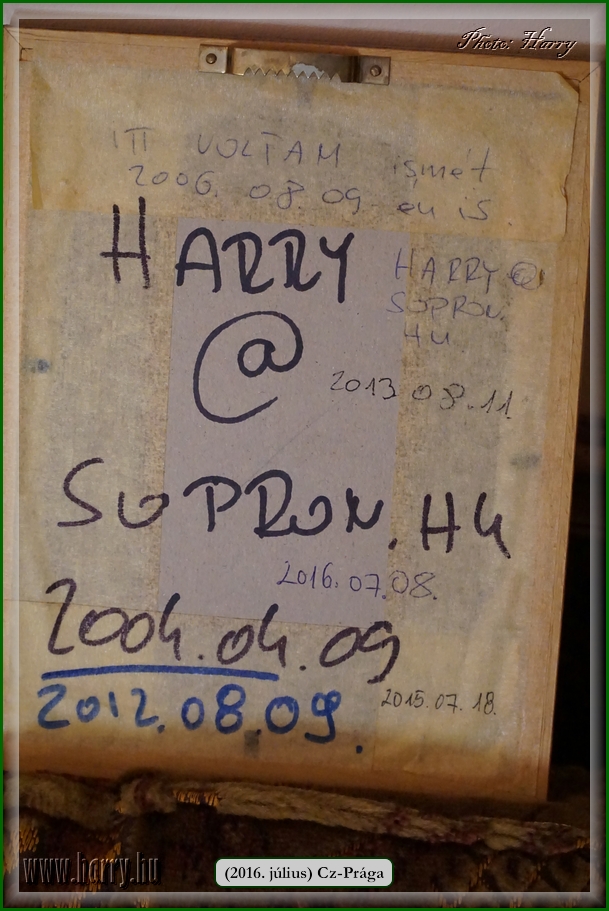 Photo: Harry
ITT VOLTAM ismét
2006. 08. 09 én is.
HARRY
HARRY @
SOPRON.
HU.
@
2013 08.11.
SOPRON. HU
2016.07.08.
2004.04.09
2012.08.09.
2015.07.18.
www.harry.hu
(2016. július) Cz-Prága